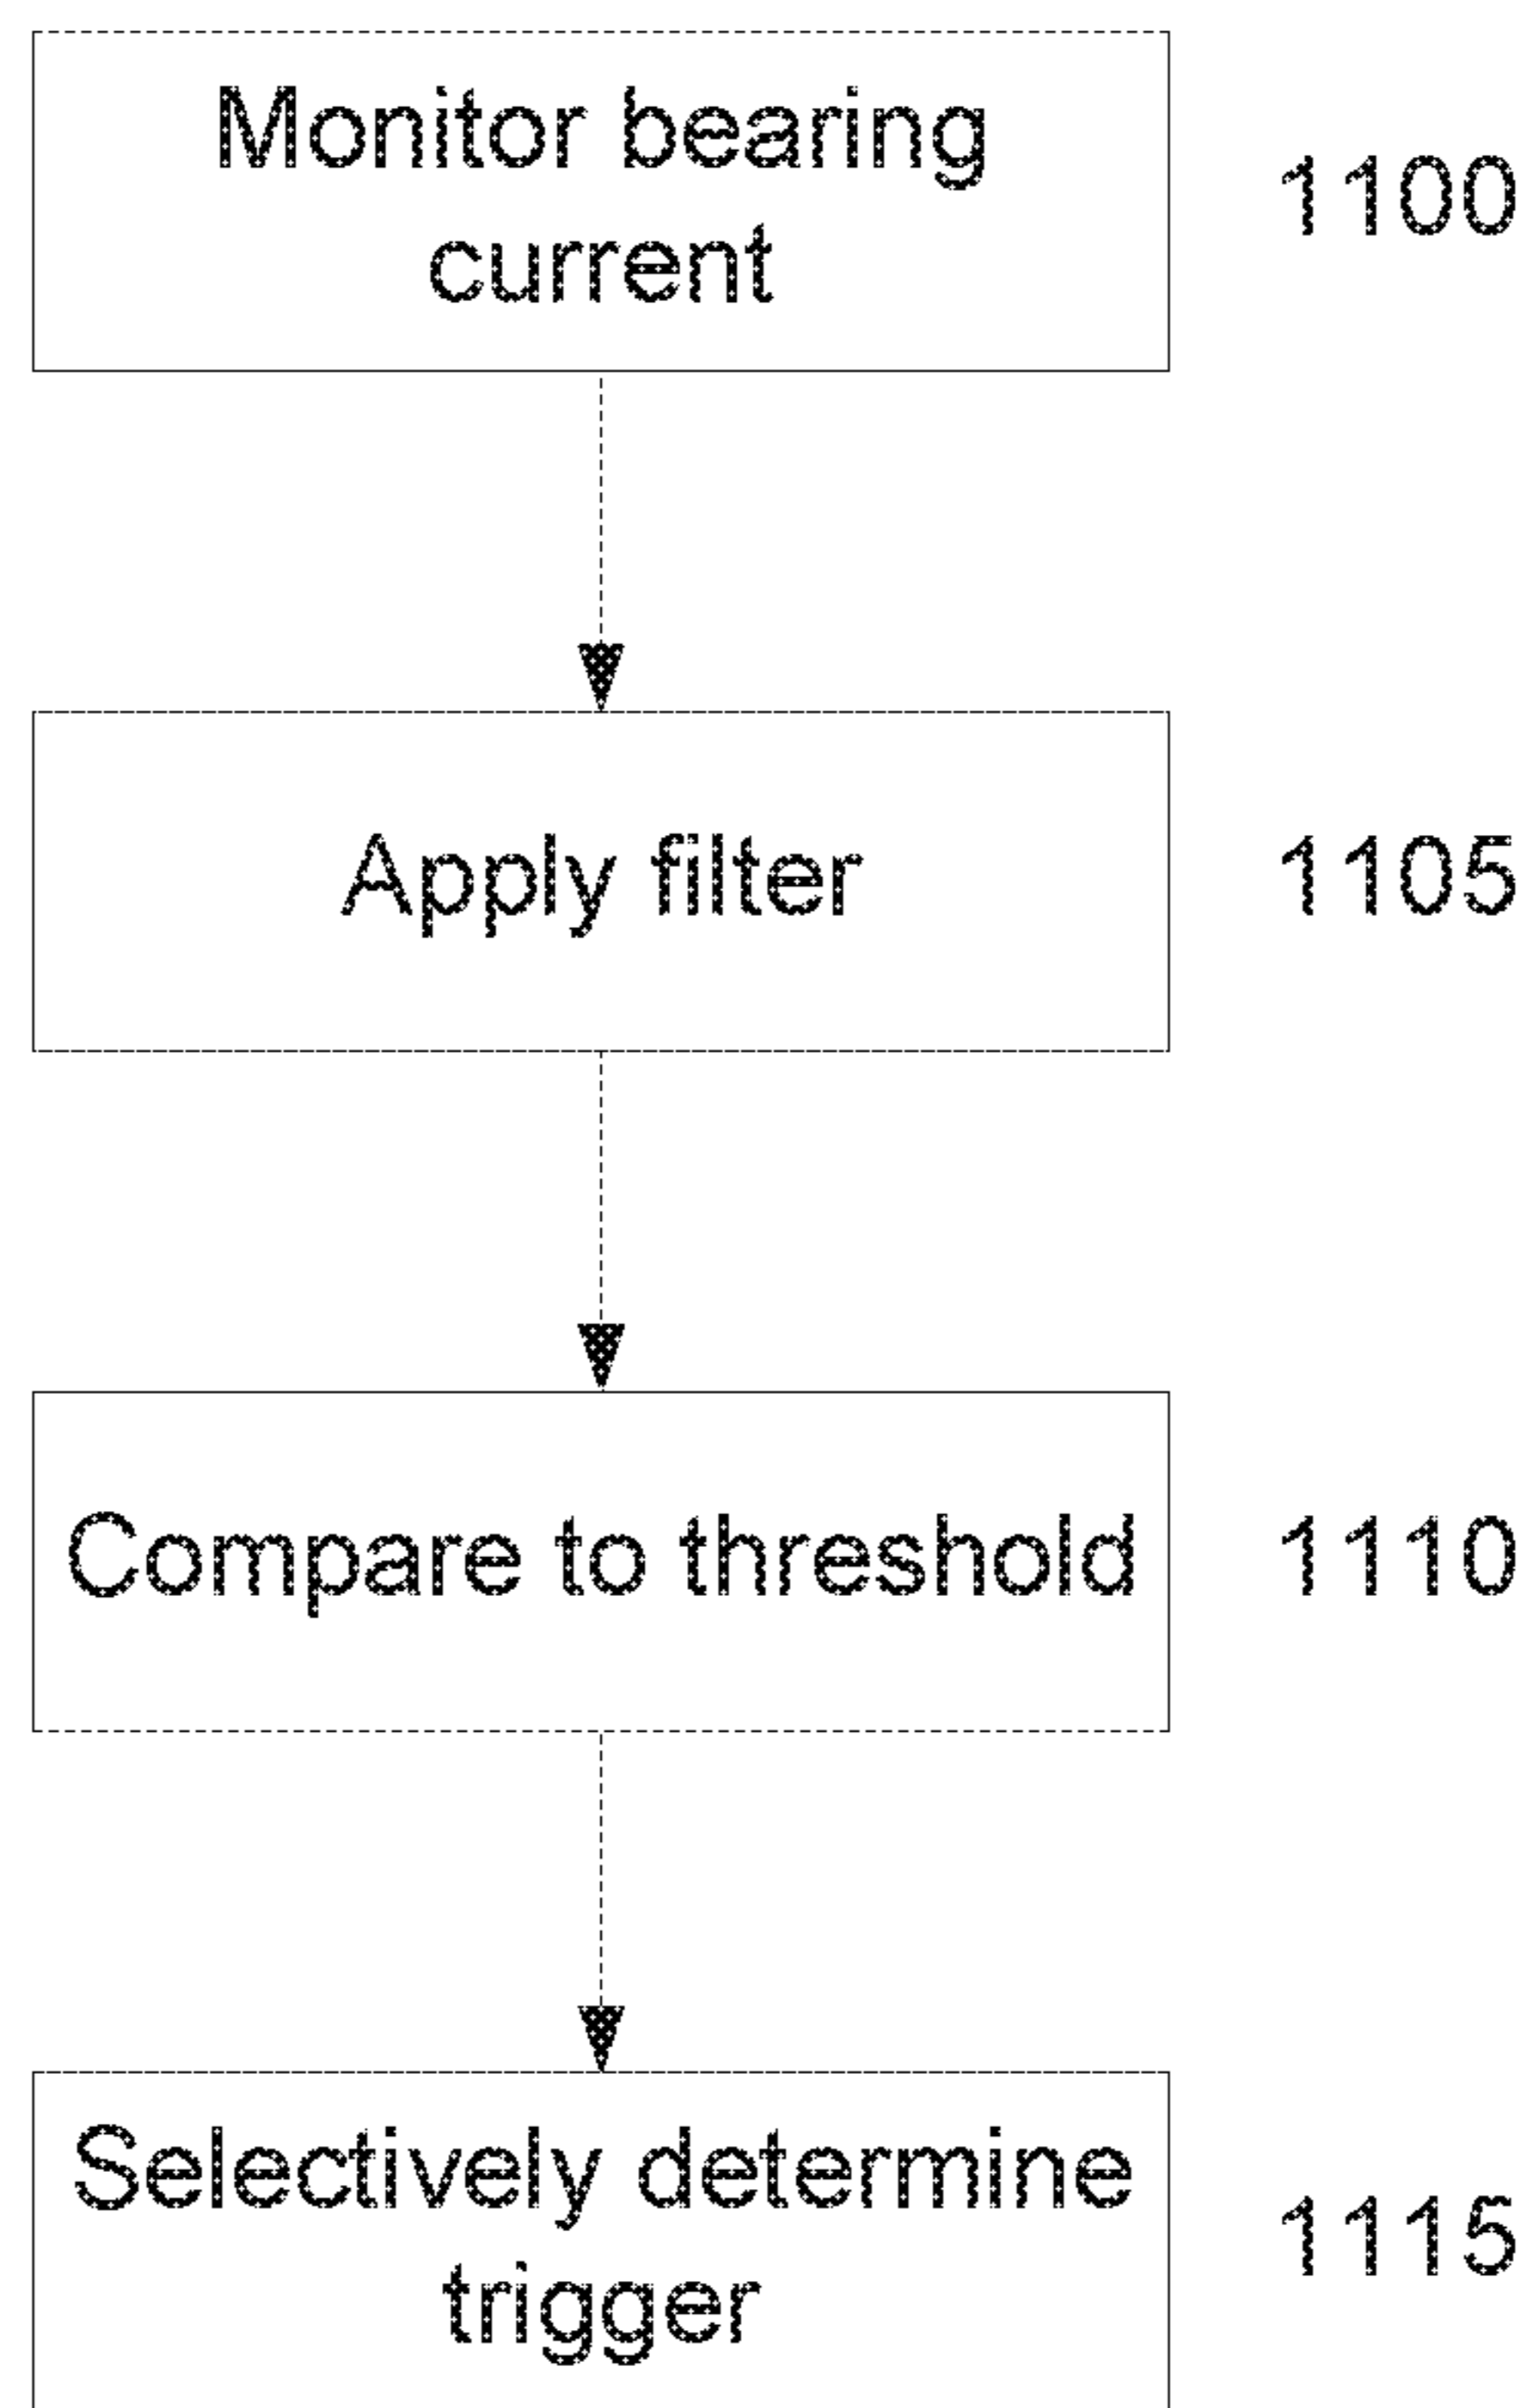 Monitor bearing
current
1100
Apply filter
1105
Compare to threshold
1110
Selectively determine
trigger
1115